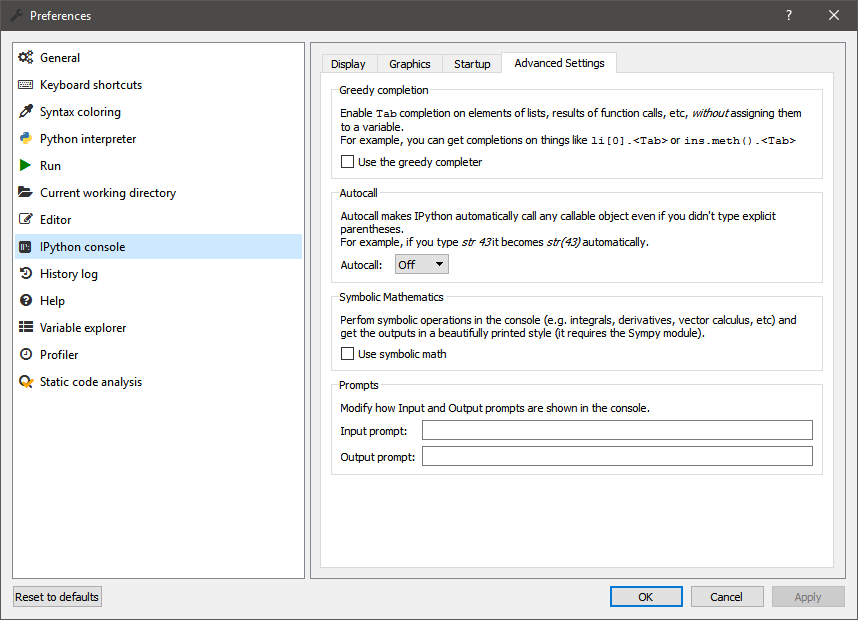 Preferences
?
General
Keyboard shortcuts
Syntax coloring
Python interpreter
Run
Current working directory
Editor
IPython console
History log
Help
Variable explorer
Profiler
Static code analysis
Display Graphics Startup Advanced Settings
Greedy completion
Enable Tab completion on elements of lists, results of function calls, etc, without assigning them
to a variable.
For example, you can get completions on things like li[0].<Tab> or ins.meth().<Tab>
Use the greedy completer
Autocall
Autocall makes IPython automatically call any callable object even if you didn't type explicit
parentheses.
For example, if you type str 43 it becomes str(43) automatically.
Autocall: Off
Symbolic Mathematics
Perfom symbolic operations in the console (e.g. integrals, derivatives, vector calculus, etc) and
get the outputs in a beautifully printed style (it requires the Sympy module).
Use symbolic math
Prompts
Modify how Input and Output prompts are shown in the console.
Input prompt:
Output prompt:
Reset to defaults OK Cancel Apply